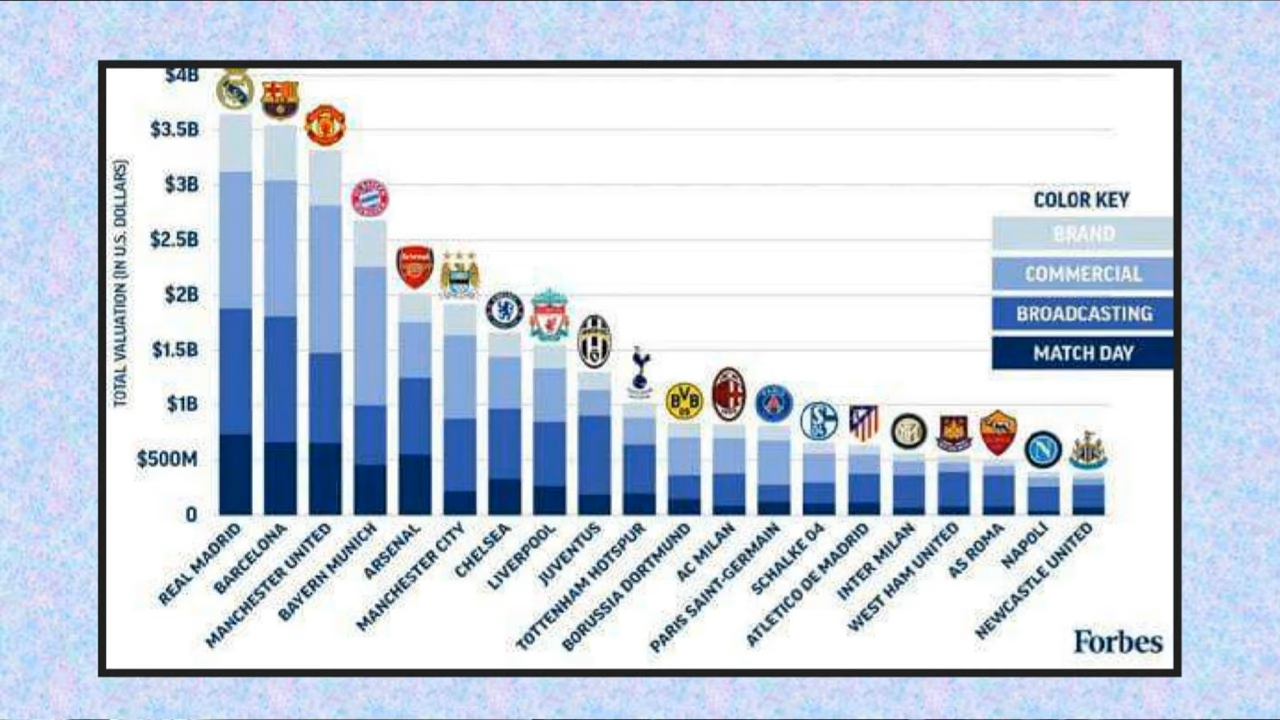 $4B
$3.5B
$3B
$2.5B
$2B
$1.5B
$1B
$500M
0
TOTAL VALUATION (IN U.S. DOLLARS)
COLOR KEY
BRAND
COMMERCIAL
BROADCASTING
MATCH DAY
REAL MADRID
BARCELONA
MANCHESTER UNITED
BAYERN MUNICH
ARSENAL
MANCHESTER CITY
CHELSEA
LIVERPOOL
JUVENTUS
TOTTENHAM HOTSPUR
BORUSSIA DORTMUND
AC MILAN
PARIS SAINT-GERMAIN
SCHALKE 04
ATLETICO DE MADRID
INTER MILAN
WEST HAM UNITED
AS ROMA
NAPOLI
NEWCASTLE UNITED
Arsenal
BVB
09
Forbes